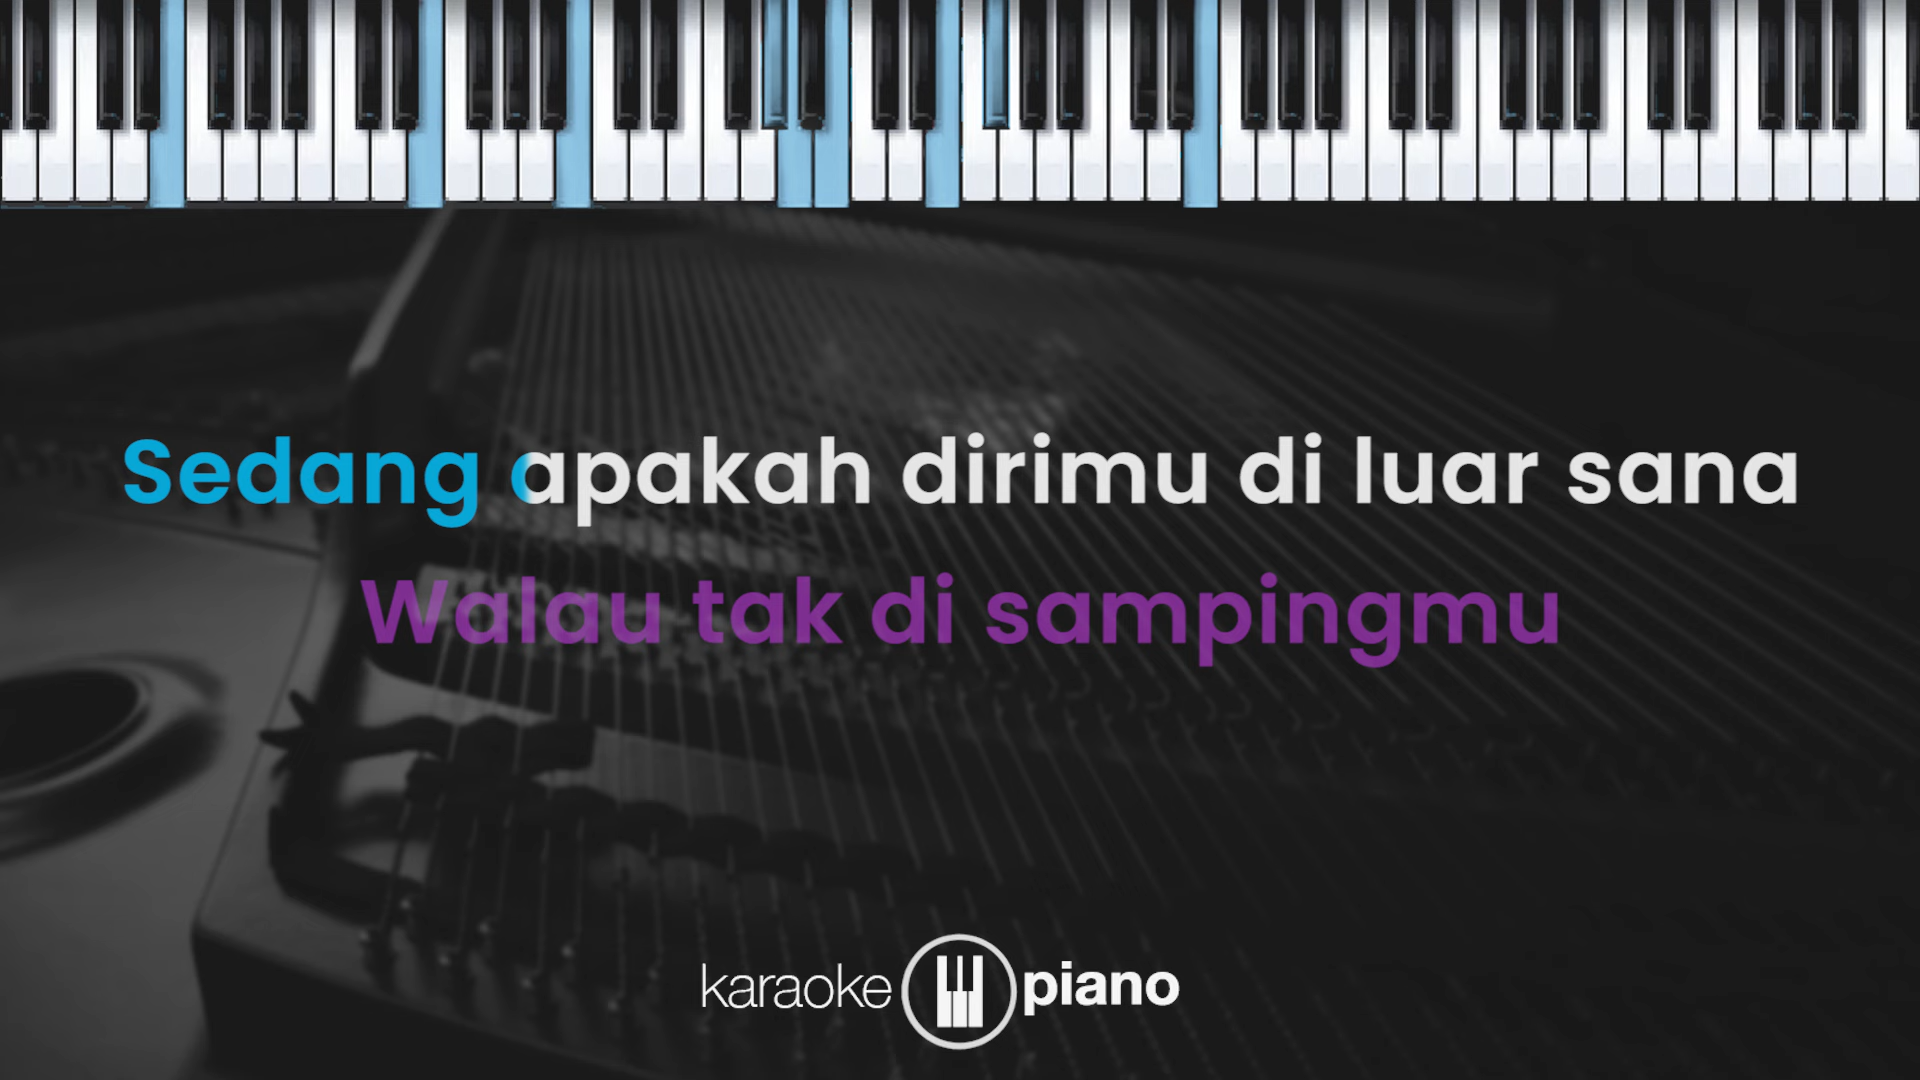 Sedang apakah dirimu di luar sana
Walau tak di sampingmu
karaoke piano